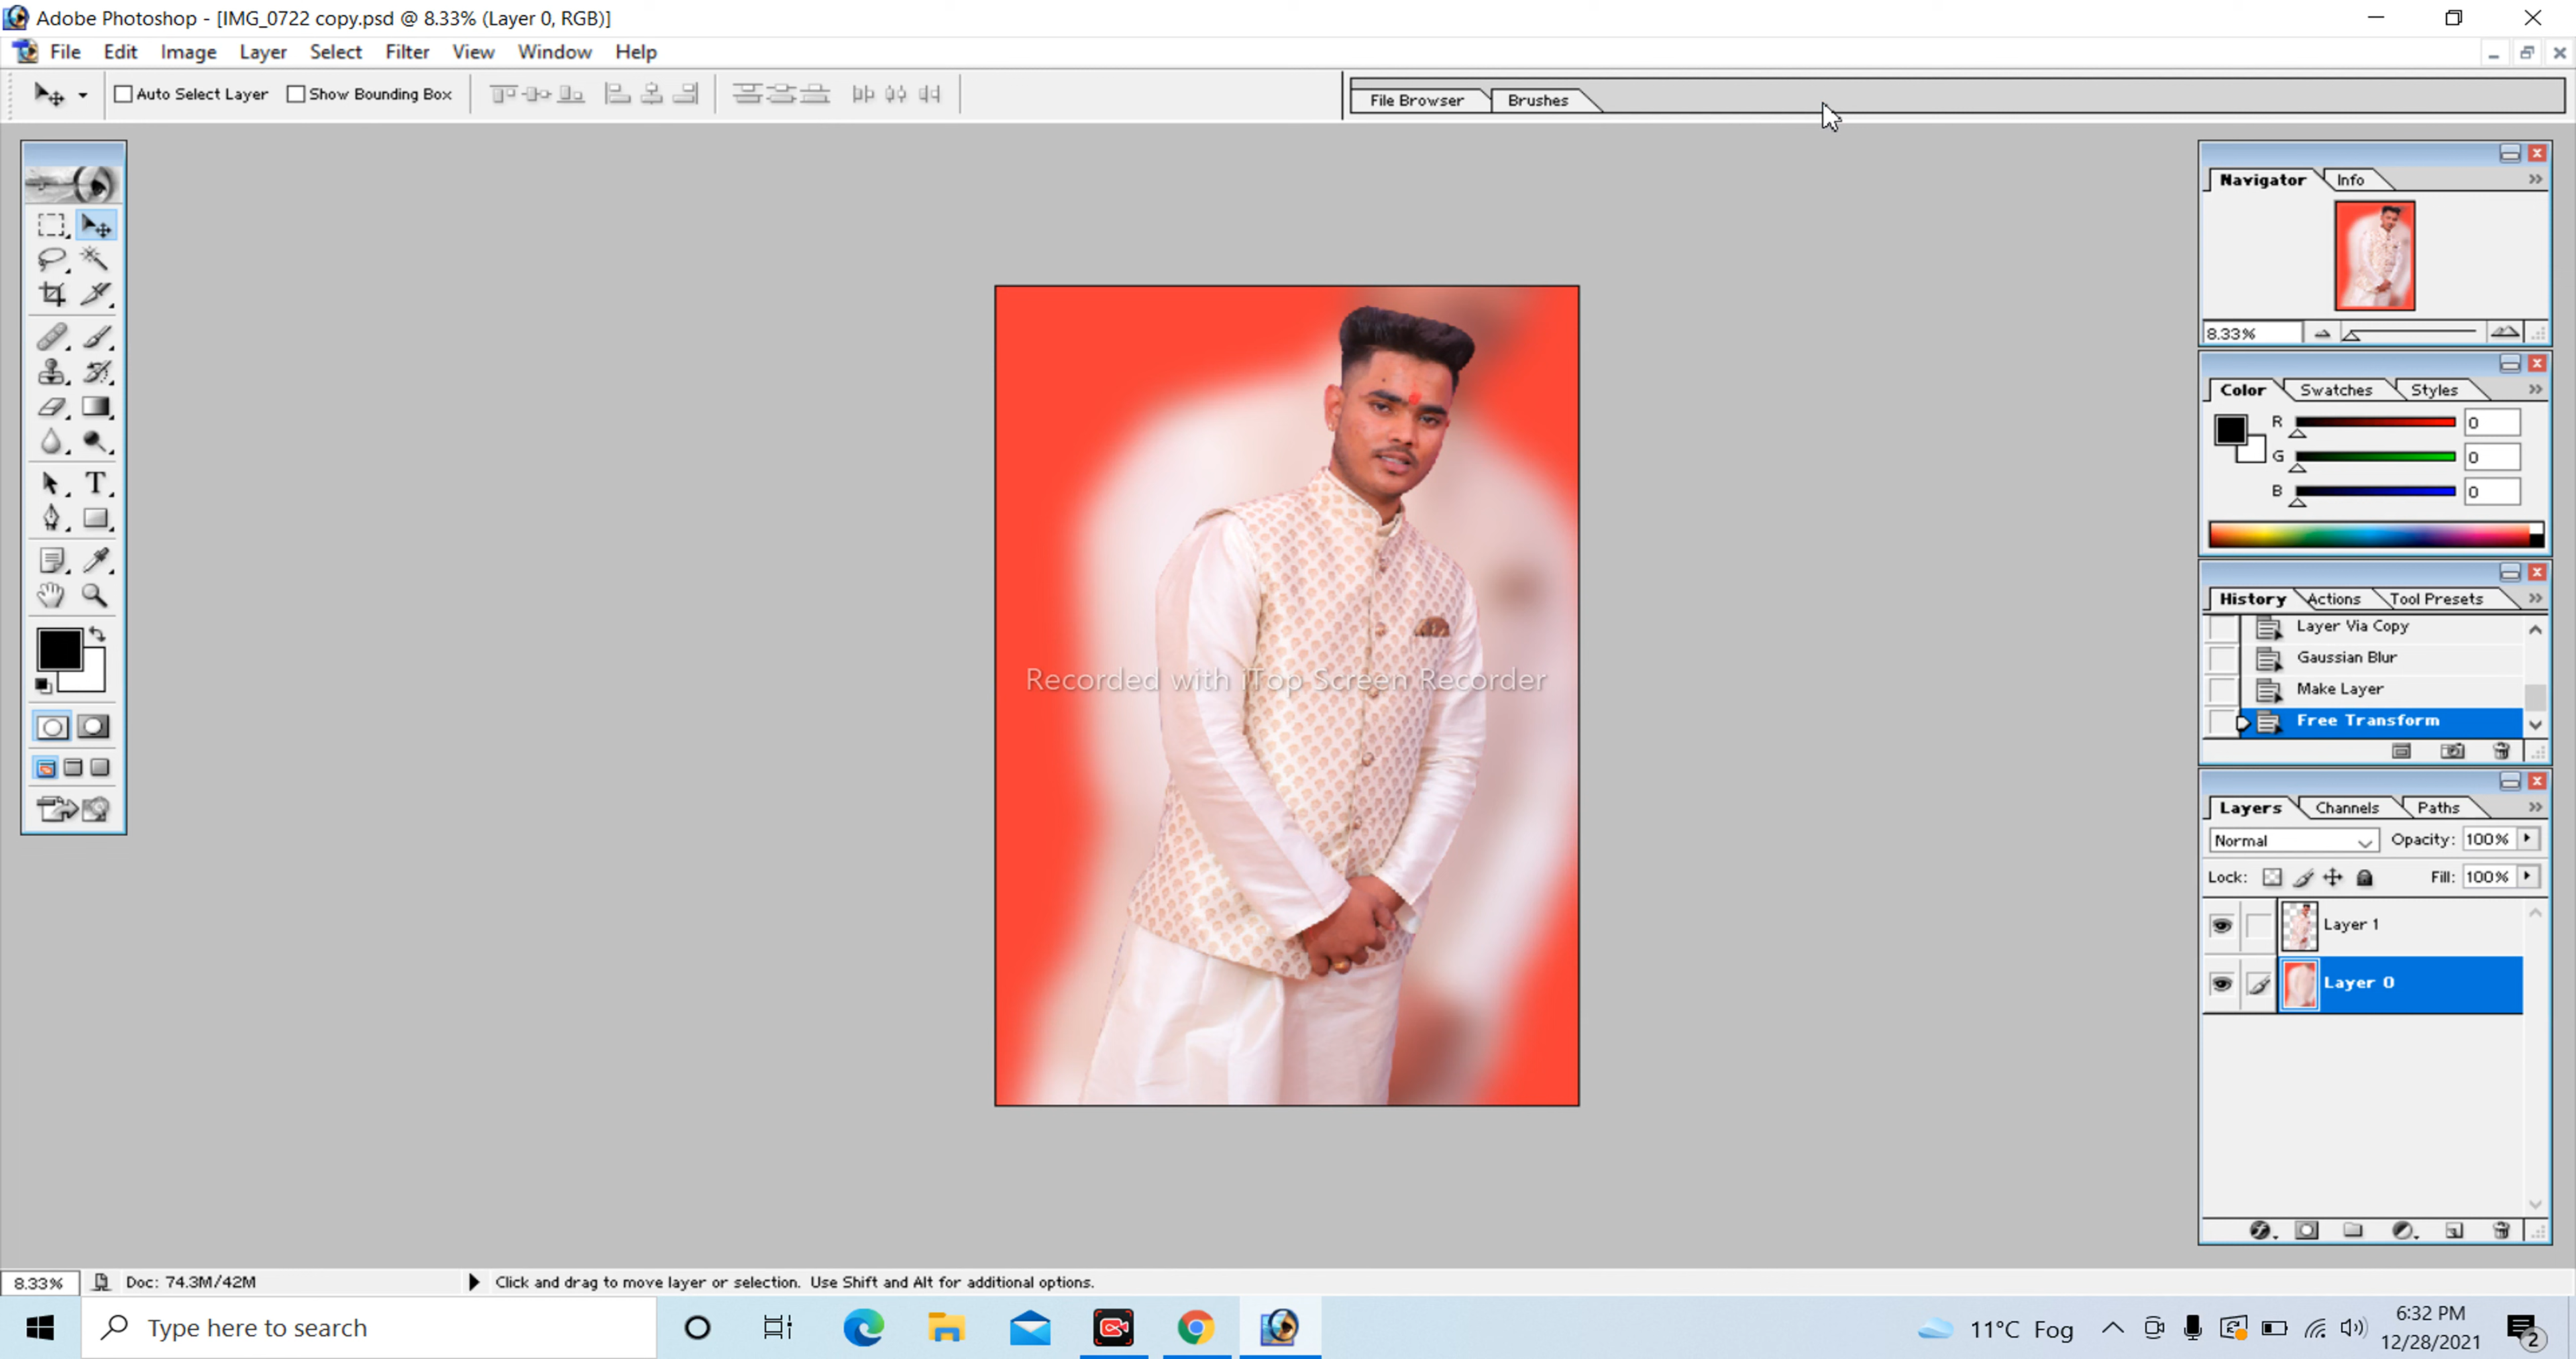 Adobe Photoshop - [IMG_0722 copy.psd @ 8.33% (Layer 0, RGB)]
File Edit Image Layer Select Filter View Window Help
Auto Select Layer Show Bounding Box
File Browser Brushes
Navigator Info
8.33%
Color Swatches Styles
R 0
G 0
B 0
History Actions Tool Presets
Layer Via Copy
Gaussian Blur
Make Layer
Free Transform
Recorded with iTop Screen Recorder
Layers Channels Paths
Normal Opacity: 100%
Lock: Fill: 100%
Layer 1
Layer 0
8.33% Doc: 74.3M/42M Click and drag to move layer or selection. Use Shift and Alt for additional options.
Type here to search
11°C Fog
6:32 PM
12/28/2021
2